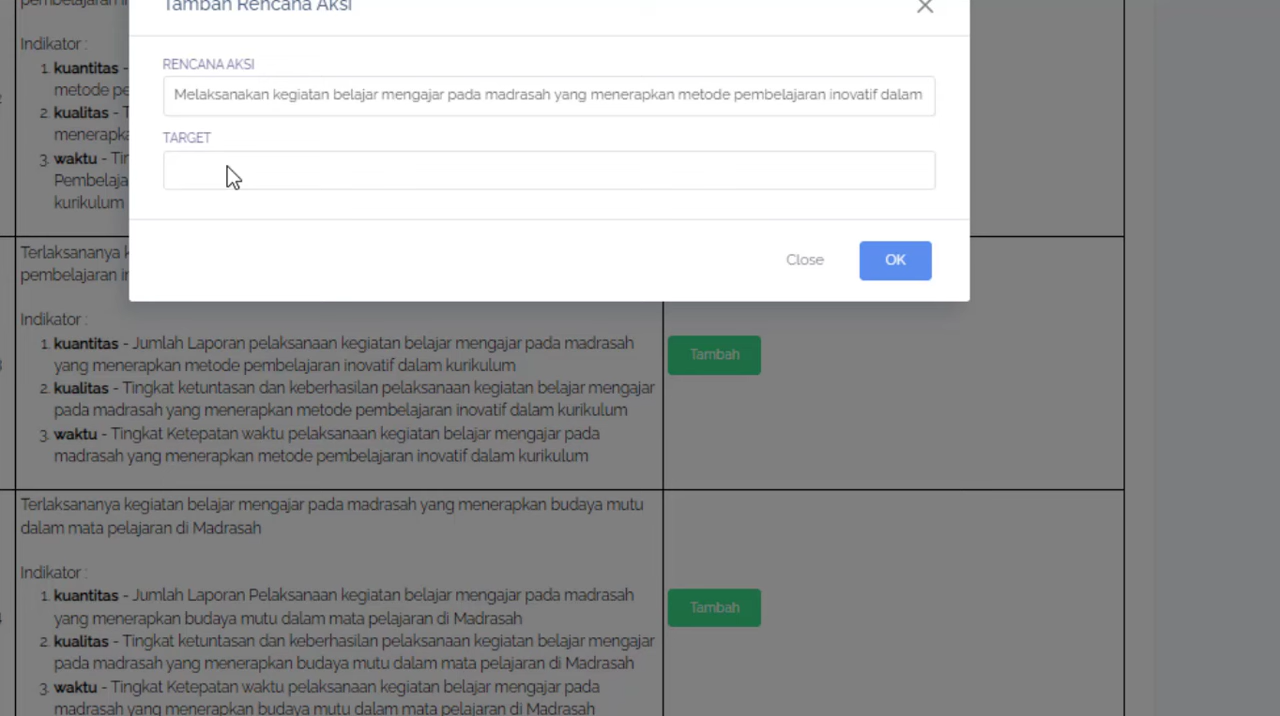 Tambah Rencana Aksi
Indikator :
1. kuantitas -
metode pe
2. kualitas - T
menerapka
3. waktu - Tin
Pembelaja
kurikulum
RENCANA AKSI
Melaksanakan kegiatan belajar mengajar pada madrasah yang menerapkan metode pembelajaran inovatif dalam
TARGET
Close
OK
Terlaksananya k
pembelajaran in
Indikator :
1. kuantitas - Jumlah Laporan pelaksanaan kegiatan belajar mengajar pada madrasah
yang menerapkan metode pembelajaran inovatif dalam kurikulum
2. kualitas - Tingkat ketuntasan dan keberhasilan pelaksanaan kegiatan belajar mengajar
pada madrasah yang menerapkan metode pembelajaran inovatif dalam kurikulum
3. waktu - Tingkat Ketepatan waktu pelaksanaan kegiatan belajar mengajar pada
madrasah yang menerapkan metode pembelajaran inovatif dalam kurikulum
Tambah
Terlaksananya kegiatan belajar mengajar pada madrasah yang menerapkan budaya mutu
dalam mata pelajaran di Madrasah
Indikator :
1. kuantitas - Jumlah Laporan Pelaksanaan kegiatan belajar mengajar pada madrasah
yang menerapkan budaya mutu dalam mata pelajaran di Madrasah
2. kualitas - Tingkat ketuntasan dan keberhasilan pelaksanaan kegiatan belajar mengajar
pada madrasah yang menerapkan budaya mutu dalam mata pelajaran di Madrasah
3. waktu - Tingkat Ketepatan waktu pelaksanaan kegiatan belajar mengajar pada
madrasah yang menerapkan budaya mutu dalam mata pelajaran di Madrasah
Tambah